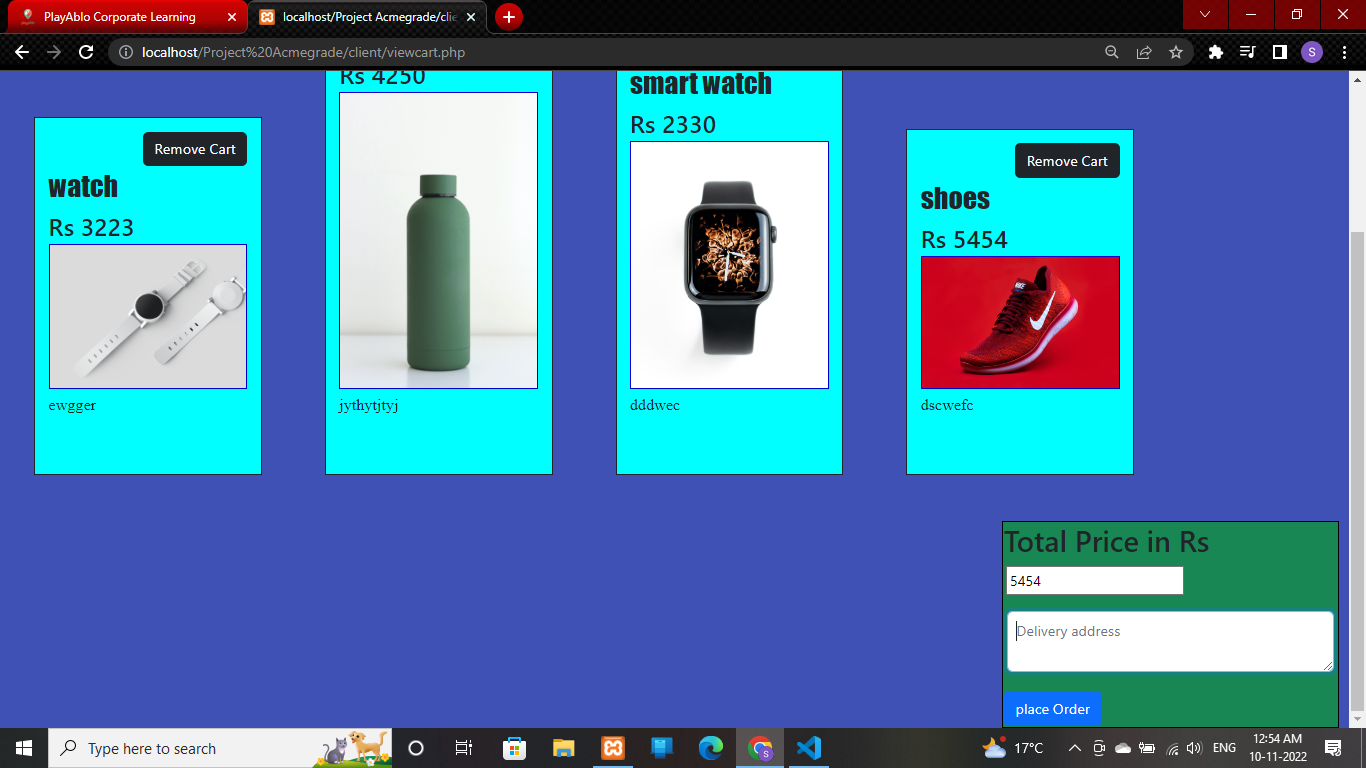 PlayAblo Corporate Learning
localhost/Project Acmegrade/clie
localhost/Project%20Acmegrade/client/viewcart.php
S
Remove Cart
watch
Rs 3223
ewgger
Rs 4250
jythytjtyj
smart watch
Rs 2330
dddwec
Remove Cart
shoes
Rs 5454
dscwefc
Total Price in Rs
5454
Delivery address
place Order
Type here to search
17°C
ENG
12:54 AM
10-11-2022